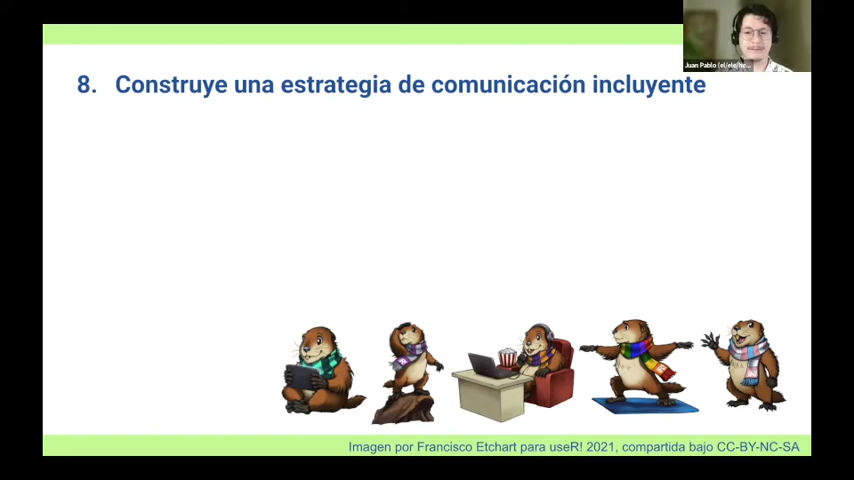 8. Construye una estrategia de comunicación incluyente
Juan Pablo (el/ele/he...
Imagen por Francisco Etchart para useR! 2021, compartida bajo CC-BY-NC-SA